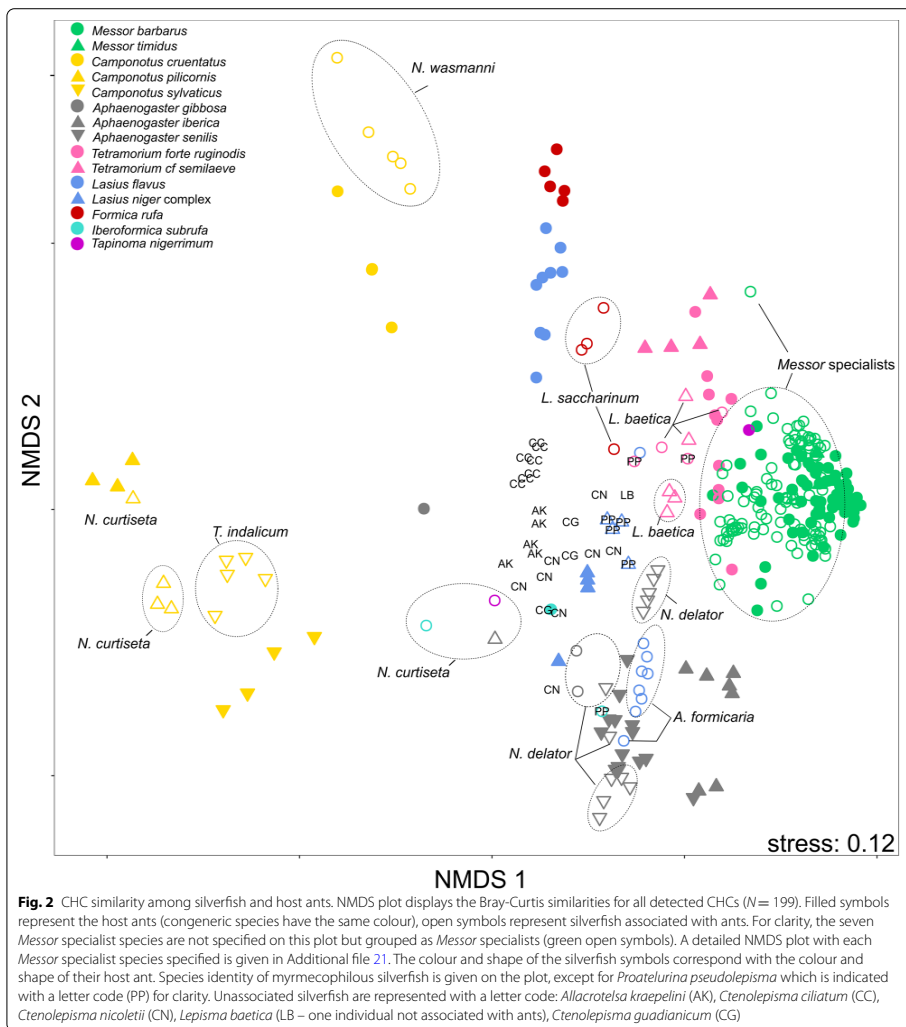 Messor barbarus
Messor timidus
Camponotus cruentatus
Camponotus pilicornis
Camponotus sylvaticus
Aphaenogaster gibbosa
Aphaenogaster iberica
Aphaenogaster senilis
Tetramorium forte ruginodis
Tetramorium cf semilaeve
Lasius flavus
Lasius niger complex
Formica rufa
Iberoformica subrufa
Tapinoma nigerrimum
N. wasmanni
Messor specialists
L. saccharinum
L. baetica
CC
CC
CC
CC
CC
CC
CC
CC
PP
PP
N. curtiseta
CN
LB
L. baetica
AK
AK
CG
PP
PP
PP
T. indalicum
AK
AK
CG
CN
CN
CN
AK
PP
CN
CN
N. curtiseta
CG
CN
N. delator
N. curtiseta
CN
PP
A. formicaria
N. delator
NMDS 2
stress: 0.12
NMDS 1
Fig. 2 CHC similarity among silverfish and host ants. NMDS plot displays the Bray-Curtis similarities for all detected CHCs (N = 199). Filled symbols
represent the host ants (congeneric species have the same colour), open symbols represent silverfish associated with ants. For clarity, the seven
Messor specialist species are not specified on this plot but grouped as Messor specialists (green open symbols). A detailed NMDS plot with each
Messor specialist species specified is given in Additional file 21. The colour and shape of the silverfish symbols correspond with the colour and
shape of their host ant. Species identity of myrmecophilous silverfish is given on the plot, except for Proatelurina pseudolepisma which is indicated
with a letter code (PP) for clarity. Unassociated silverfish are represented with a letter code: Allacrotelsa kraepelini (AK), Ctenolepisma ciliatum (CC),
Ctenolepisma nicoletii (CN), Lepisma baetica (LB – one individual not associated with ants), Ctenolepisma guadianicum (CG)